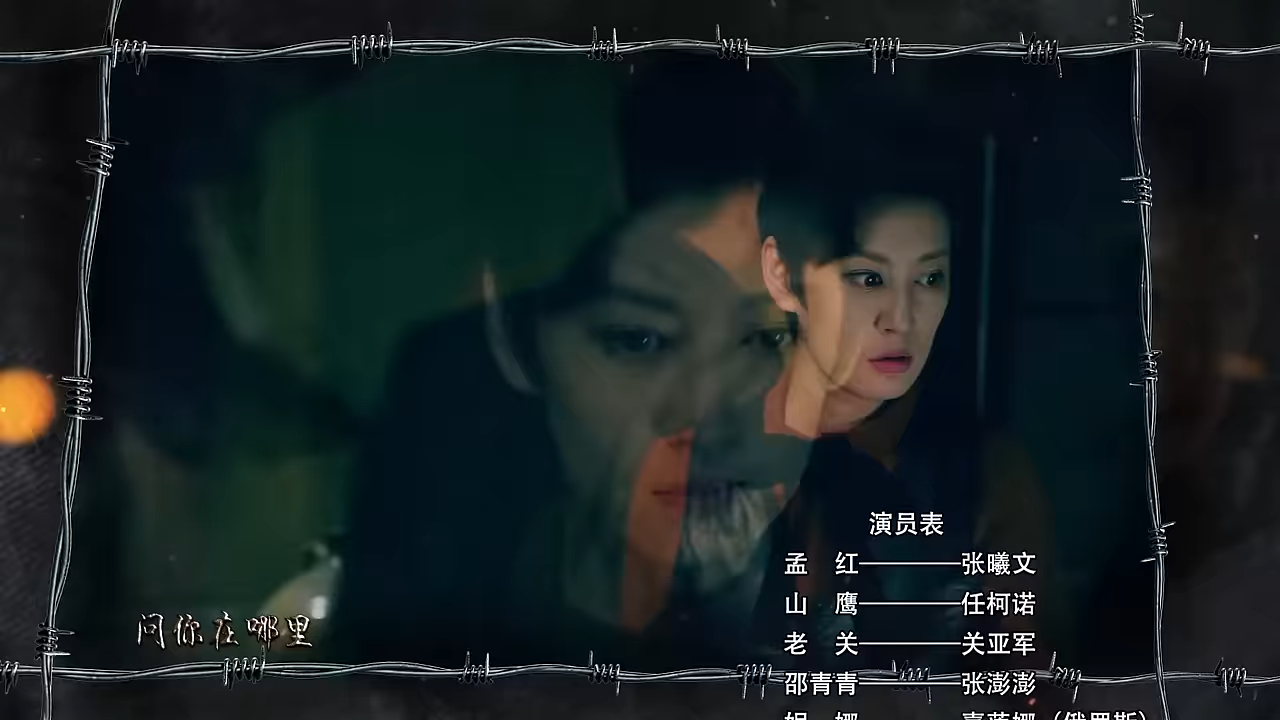 演员表
孟 红————张曦文
山 鹰————任柯诺
老 关————关亚军
邵青青————张澎澎
问你在哪里